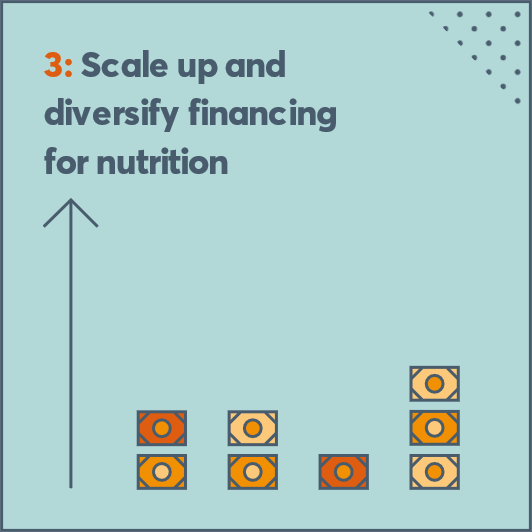 3: Scale up and
diversify financing
for nutrition